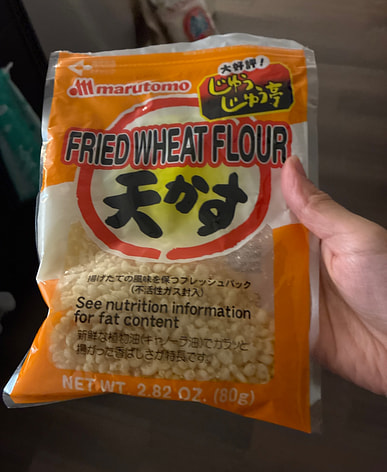 marutomo
大好評!
じゅう
じゅう亭
FRIED WHEAT FLOUR
天かす
揚げたての風味を保つフレッシュパック
(不活性ガス封入)
See nutrition information
for fat content
新鮮な植物油(キャノーラ油)でカラッと
揚がった香ばしさが特長です。
NET WT. 2.82 OZ. (80g)